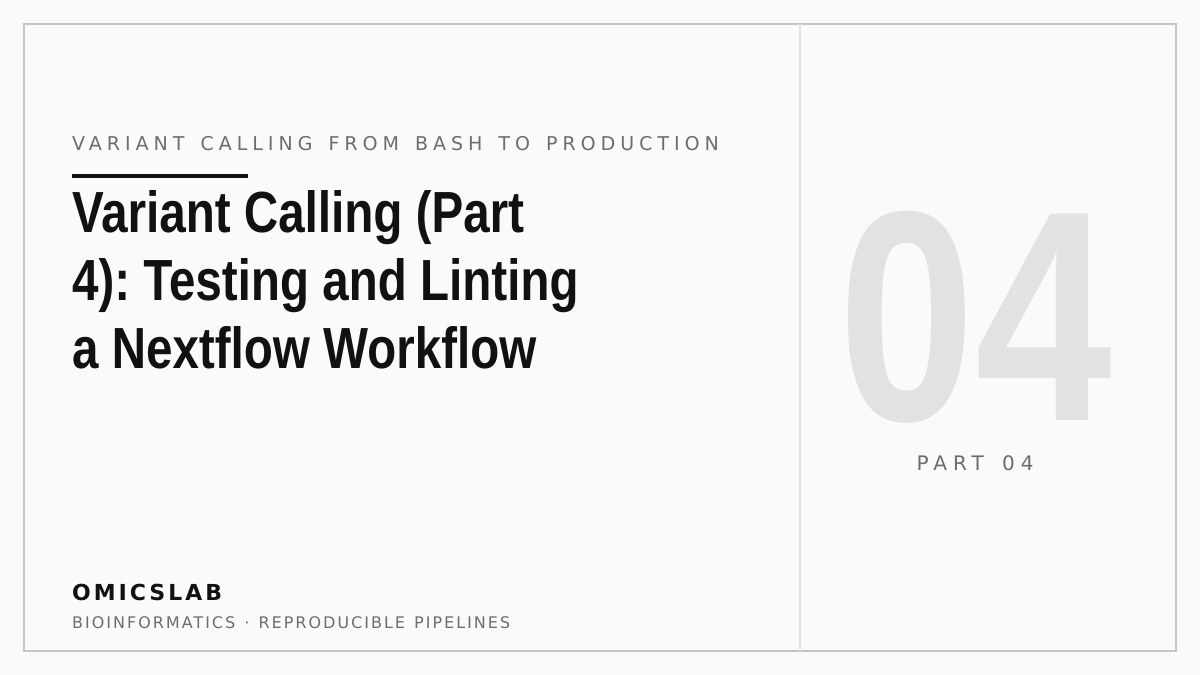 VARIANT CALLING FROM BASH TO PRODUCTION
Variant Calling (Part
4): Testing and Linting
a Nextflow Workflow
04
PART 04
OMICSLAB
BIOINFORMATICS · REPRODUCIBLE PIPELINES